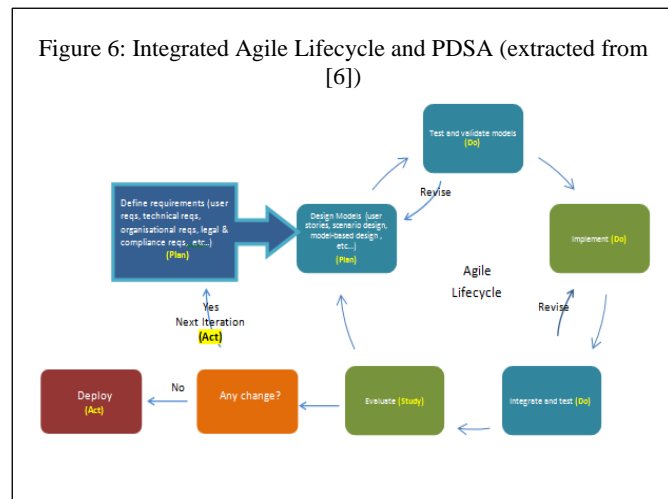 Figure 6: Integrated Agile Lifecycle and PDSA (extracted from
[6])
Test and validate models
(Do)
Revise
Define requirements (user
reqs, technical reqs,
organisational reqs, legal &
compliance reqs, etc…)
(Plan)
Design Models (user
stories, scenerio design,
model-based design ,
etc…)
(Plan)
Implement (Do)
Agile
Lifecycle
Yes
Next Iteration
(Act)
Revise
Deploy
(Act)
No
Any change?
Evaluate (Study)
Integrate and test (Do)